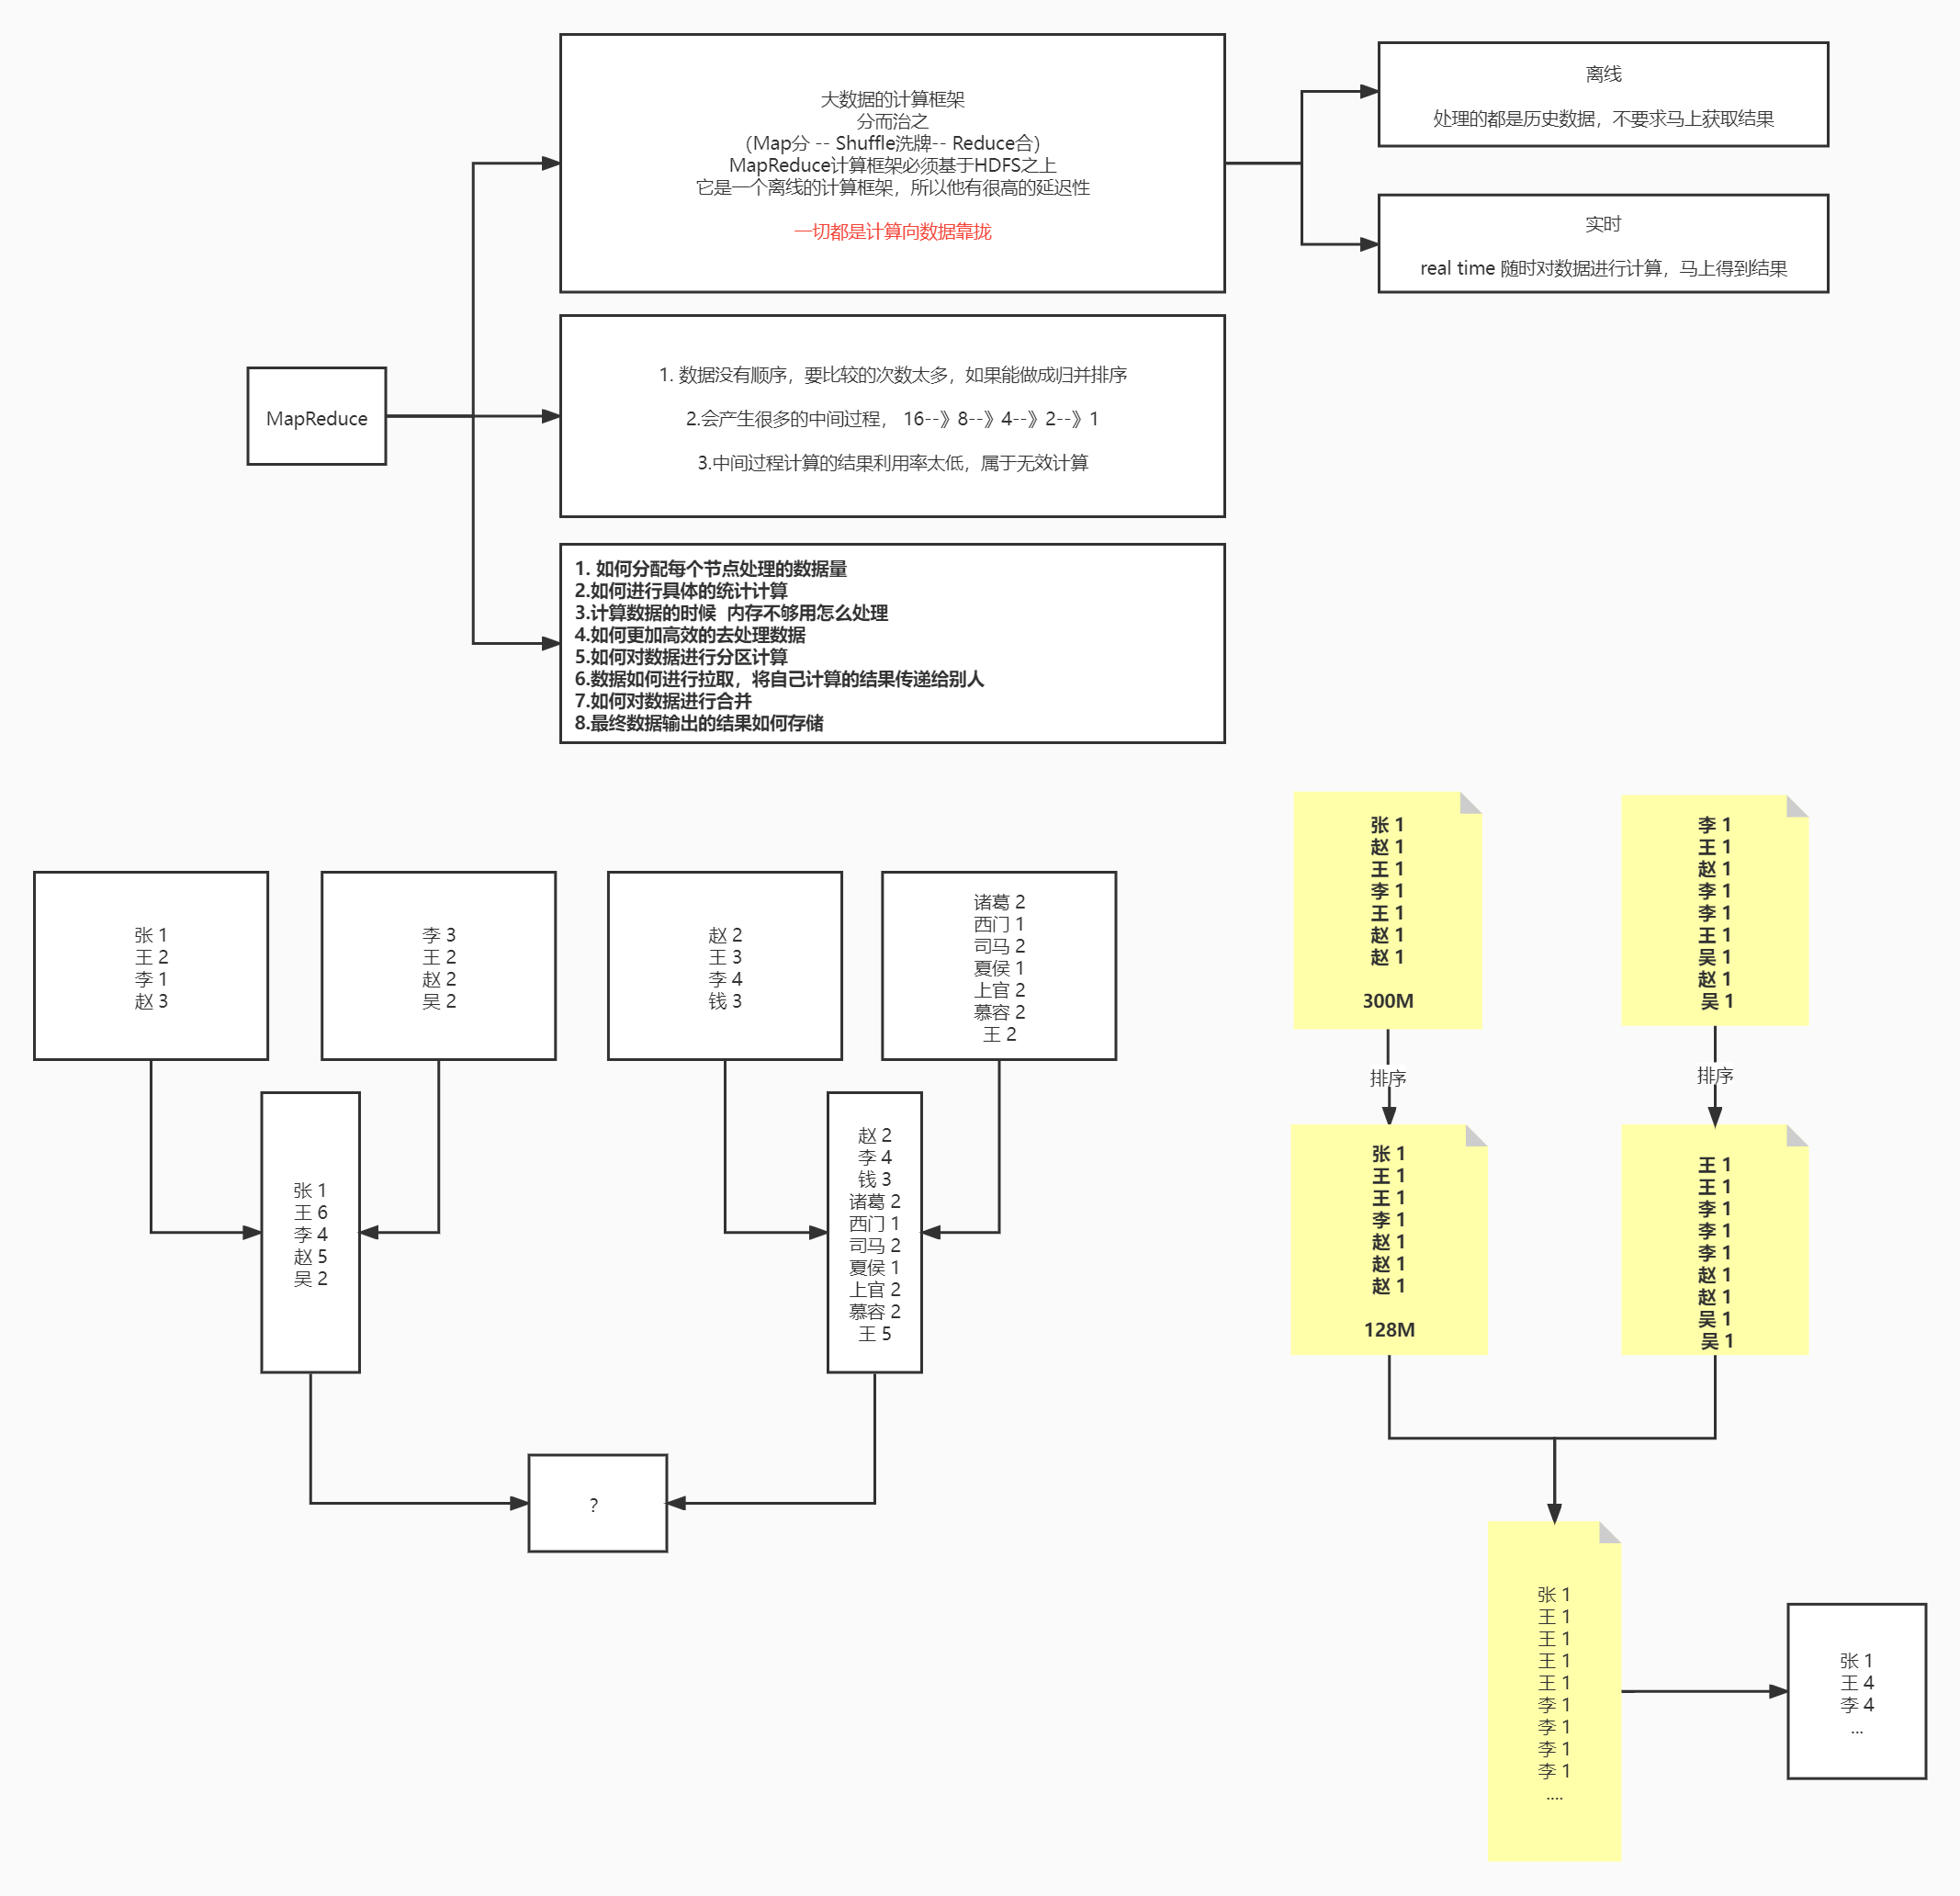 大数据的计算框架
分而治之
(Map分 -- Shuffle洗牌-- Reduce合)
MapReduce计算框架必须基于HDFS之上
它是一个离线的计算框架，所以他有很高的延迟性
一切都是计算向数据靠拢
离线
处理的都是历史数据，不要求马上获取结果
实时
real time 随时对数据进行计算，马上得到结果
MapReduce
1. 数据没有顺序，要比较的次数太多，如果能做成归并排序
2.会产生很多的中间过程， 16--》8--》4--》2--》1
3.中间过程计算的结果利用率太低，属于无效计算
1. 如何分配每个节点处理的数据量
2.如何进行具体的统计计算
3.计算数据的时候 内存不够用怎么处理
4.如何更加高效的去处理数据
5.如何对数据进行分区计算
6.数据如何进行拉取，将自己计算的结果传递给别人
7.如何对数据进行合并
8.最终数据输出的结果如何存储
张 1
王 2
李 1
赵 3
李 3
王 2
赵 2
吴 2
赵 2
王 3
李 4
钱 3
诸葛 2
西门 1
司马 2
夏侯 1
上官 2
慕容 2
王 2
张 1
王 6
李 4
赵 5
吴 2
赵 2
李 4
钱 3
诸葛 2
西门 1
司马 2
夏侯 1
上官 2
慕容 2
王 5
?
张 1
赵 1
王 1
李 1
王 1
赵 1
赵 1
300M
李 1
王 1
赵 1
李 1
李 1
王 1
吴 1
赵 1
吴 1
排序
排序
张 1
王 1
王 1
李 1
赵 1
赵 1
赵 1
128M
王 1
王 1
李 1
李 1
李 1
赵 1
赵 1
吴 1
吴 1
张 1
王 1
王 1
王 1
王 1
李 1
李 1
李 1
李 1
....
张 1
王 4
李 4
...